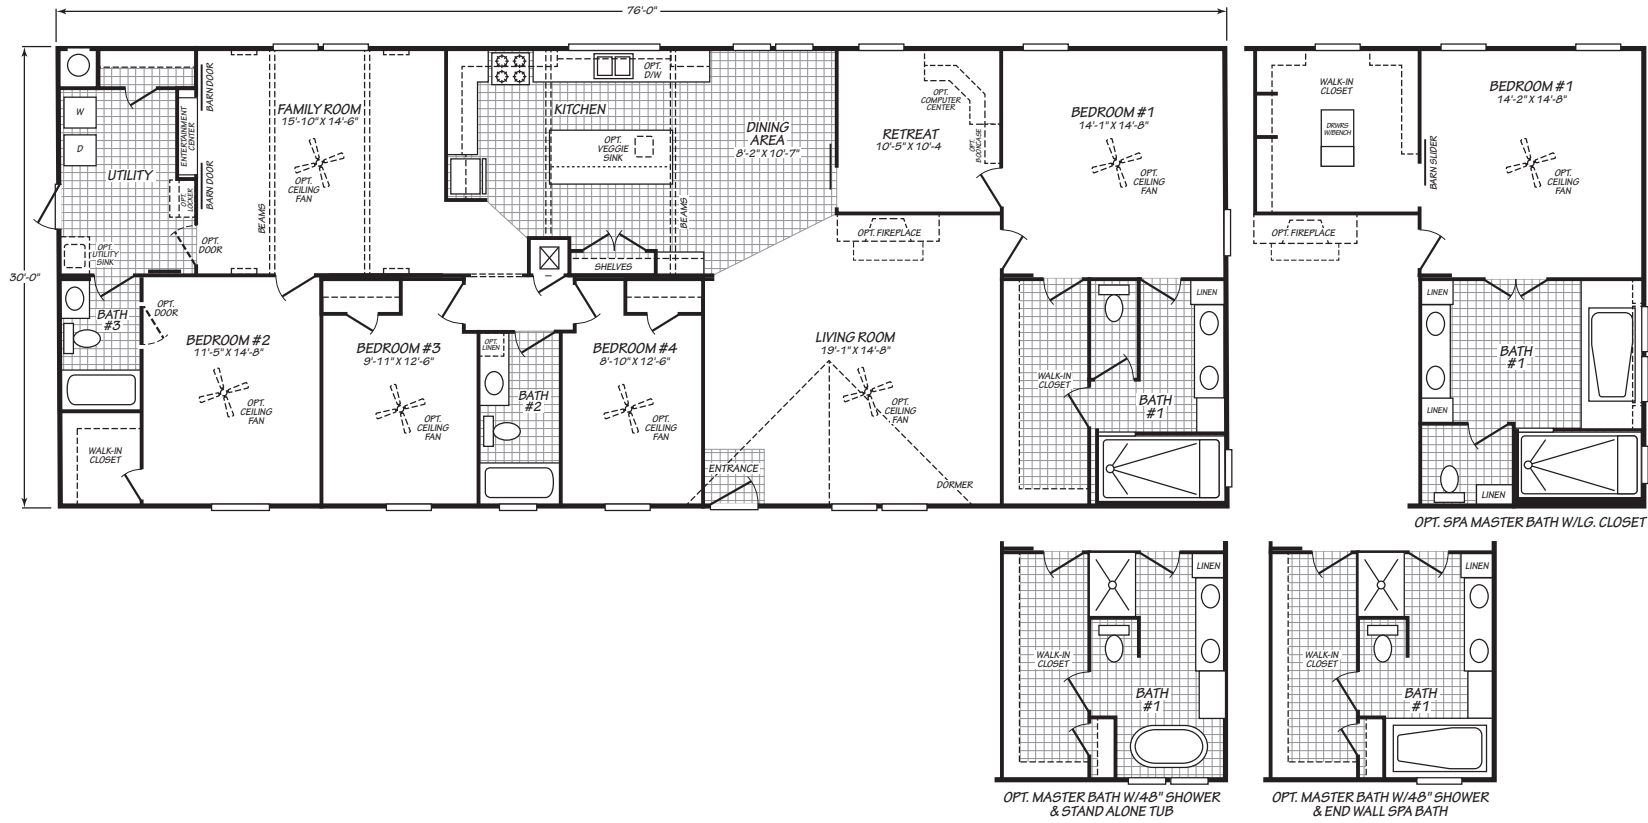 76'-0"
30'-0"
W
D
UTILITY
ENTERTAINMENT
CENTER
BARN DOOR
BARN DOOR
OPT.
LOCKER
OPT.
UTILITY
SINK
OPT.
DOOR
FAMILY ROOM
15'-10" X 14'-6"
OPT.
CEILING
FAN
BEAMS
KITCHEN
OPT.
D/W
OPT.
VEGGIE
SINK
BEAMS
SHELVES
DINING
AREA
8'-2" X 10'-7"
RETREAT
10'-5" X 10'-4
OPT.
COMPUTER
CENTER
OPT.
BOOKCASE
OPT. FIREPLACE
BEDROOM #1
14'-1" X 14'-8"
OPT.
CEILING
FAN
BATH
#3
OPT.
DOOR
WALK-IN
CLOSET
BEDROOM #2
11'-5" X 14'-8"
OPT.
CEILING
FAN
BEDROOM #3
9'-11" X 12'-6"
OPT.
CEILING
FAN
OPT.
LINEN
BATH
#2
BEDROOM #4
8'-10" X 12'-6"
OPT.
CEILING
FAN
LIVING ROOM
19'-1" X 14'-8"
OPT.
CEILING
FAN
ENTRANCE
DORMER
WALK-IN
CLOSET
LINEN
BATH
#1
WALK-IN
CLOSET
DRWRS
W/BENCH
BARN SLIDER
OPT. FIREPLACE
BEDROOM #1
14'-2" X 14'-8"
OPT.
CEILING
FAN
LINEN
BATH
#1
LINEN
LINEN
OPT. SPA MASTER BATH W/LG. CLOSET
LINEN
WALK-IN
CLOSET
BATH
#1
OPT. MASTER BATH W/48" SHOWER
& STAND ALONE TUB
LINEN
WALK-IN
CLOSET
BATH
#1
OPT. MASTER BATH W/48" SHOWER
& END WALL SPA BATH